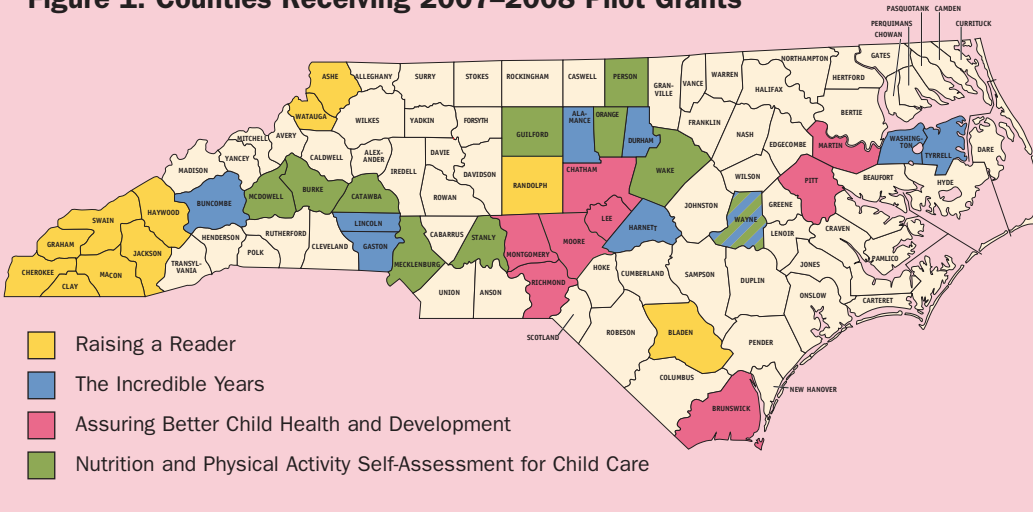 Figure 1: Counties Receiving 2007–2008 Pilot Grants
PASQUOTANK CAMDEN
PERQUIMANS CURRITUCK
CHOWAN
ASHE ALLEGHANY SURRY STOKES ROCKINGHAM CASWELL PERSON GRAN-
VILLE VANCE WARREN NORTHAMPTON GATES
HALIFAX HERTFORD
WATAUGA WILKES YADKIN FORSYTH GUILFORD ALA-
MANCE ORANGE DURHAM FRANKLIN NASH BERTIE
MITCHELL AVERY EDGECOMBE MARTIN WASHING-
TON TYRRELL DARE
YANCEY CALDWELL ALEX-
ANDER IREDELL DAVIE DAVIDSON RANDOLPH CHATHAM WAKE WILSON PITT BEAUFORT HYDE
MADISON
BUNCOMBE MCDOWELL BURKE CATAWBA ROWAN LEE JOHNSTON GREENE
SWAIN HAYWOOD LINCOLN HARNETT WAYNE LENOIR CRAVEN
GRAHAM JACKSON HENDERSON RUTHERFORD CLEVELAND GASTON CABARRUS STANLY MOORE PAMLICO
CHEROKEE MACON TRANSYL-
VANIA POLK MECKLENBURG MONTGOMERY HOKE CUMBERLAND SAMPSON JONES
CLAY UNION ANSON RICHMOND DUPLIN ONSLOW CARTERET
SCOTLAND ROBESON BLADEN PENDER
COLUMBUS NEW HANOVER
BRUNSWICK
Raising a Reader
The Incredible Years
Assuring Better Child Health and Development
Nutrition and Physical Activity Self-Assessment for Child Care